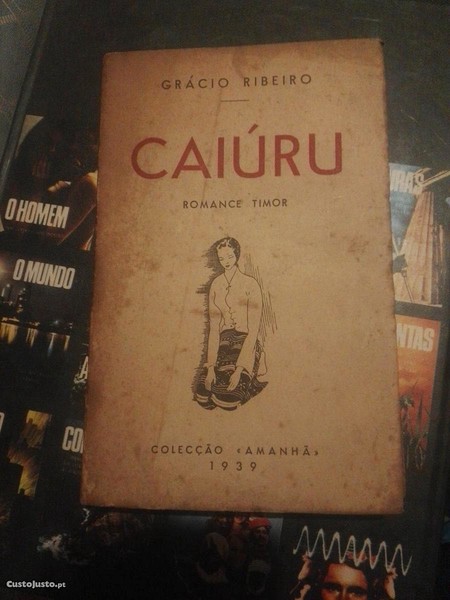 GRÁCIO RIBEIRO
CAIÚRU
ROMANCE TIMOR
COLECÇÃO «AMANHÃ»
1939
O HOMEM
O MUNDO
CustoJusto.pt